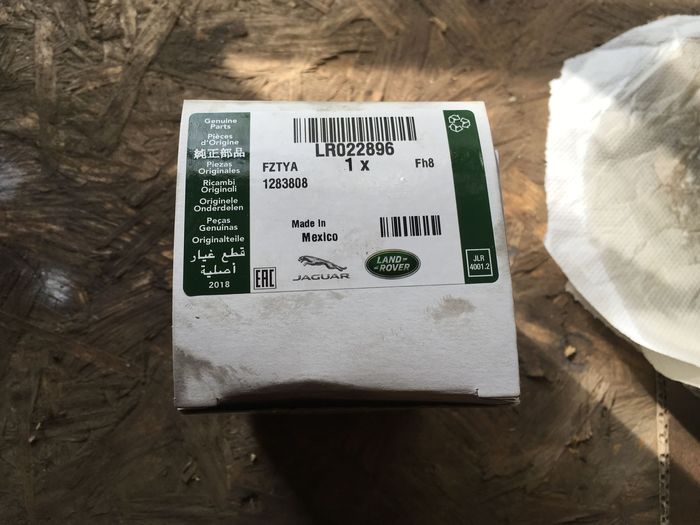 Genuine
Parts
Pièces
d'Origine
純正部品
Piezas
Originales
Ricambi
Originali
Originele
Onderdelen
Peças
Genuínas
Originalteile
قطع غيار
أصلية
2018
LR022896
FZTYA 1 x Fh8
1283808
Made In
Mexico
EAC
JAGUAR
LAND-
-ROVER
JLR
4001.2